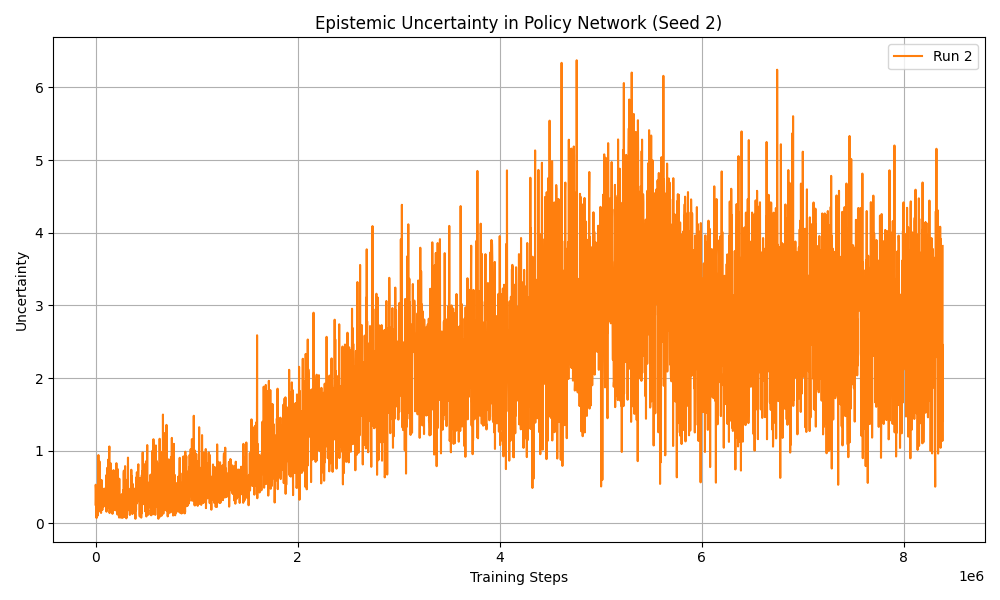 Epistemic Uncertainty in Policy Network (Seed 2)
Run 2
Uncertainty
6
5
4
3
2
1
0
0 2 4 6 8
1e6
Training Steps